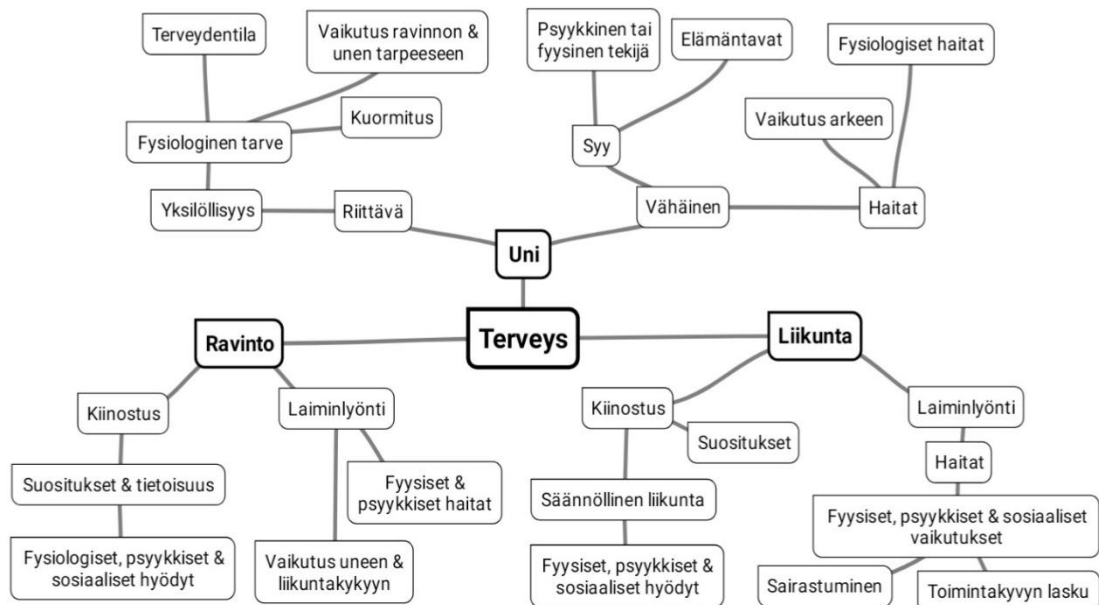 Terveydentila
Vaikutus ravinnon &
unen tarpeeseen
Kuormitus
Fysiologinen tarve
Yksilöllisyys
Riittävä
Psyykkinen tai
fyysinen tekijä
Elämäntavat
Fysiologiset haitat
Vaikutus arkeen
Syy
Vähäinen
Haitat
Uni
Terveys
Ravinto
Liikunta
Kiinostus
Laiminlyönti
Suositukset & tietoisuus
Fyysiset &
psyykkiset haitat
Fysiologiset, psyykkiset &
sosiaaliset hyödyt
Vaikutus uneen &
liikuntakykyyn
Kiinostus
Suositukset
Säännöllinen liikunta
Fyysiset, psyykkiset &
sosiaaliset hyödyt
Laiminlyönti
Haitat
Fyysiset, psyykkiset & sosiaaliset
vaikutukset
Sairastuminen
Toimintakyvyn lasku